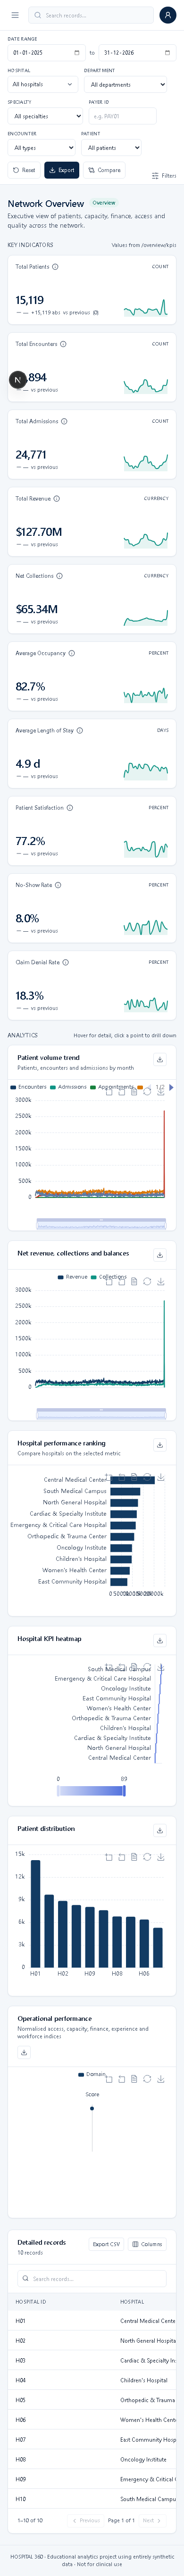 Search records...
DATE RANGE
01-01-2025 to 31-12-2026
HOSPITAL DEPARTMENT
All hospitals All departments
SPECIALTY PAYER ID
All specialties e.g. PAY01
ENCOUNTER PATIENT
All types All patients
Reset Export Compare
Filters
Network Overview Overview
Executive view of patients, capacity, finance, access and
quality across the network.
KEY INDICATORS Values from /overview/kpis
Total Patients COUNT
15,119
— — +15,119 abs vs previous
Total Encounters COUNT
N ,894
— — vs previous
Total Admissions COUNT
24,771
— — vs previous
Total Revenue CURRENCY
$127.70M
— — vs previous
Net Collections CURRENCY
$65.34M
— — vs previous
Average Occupancy PERCENT
82.7%
— — vs previous
Average Length of Stay DAYS
4.9 d
— — vs previous
Patient Satisfaction PERCENT
77.2%
— — vs previous
No-Show Rate PERCENT
8.0%
— — vs previous
Claim Denial Rate PERCENT
18.3%
— — vs previous
ANALYTICS Hover for detail, click a point to drill down
Patient volume trend
Patients, encounters and admissions by month
Encounters Admissions Appointments 1/2
3000k
2500k
2000k
1500k
1000k
500k
0
Net revenue, collections and balances
Revenue Collections
3000k
2500k
2000k
1500k
1000k
500k
0
Hospital performance ranking
Compare hospitals on the selected metric
Central Medical Center
South Medical Campus
North General Hospital
Cardiac & Specialty Institute
Emergency & Critical Care Hospital
Orthopedic & Trauma Center
Oncology Institute
Children's Hospital
Women's Health Center
East Community Hospital
Hospital KPI heatmap
South Medical Campus
Emergency & Critical Care Hospital
Oncology Institute
East Community Hospital
Women's Health Center
Orthopedic & Trauma Center
Children's Hospital
Cardiac & Specialty Institute
North General Hospital
Central Medical Center
0 89
Patient distribution
15k
12k
9k
6k
3k
0
H01 H02 H09 H08 H06
Operational performance
Normalised access, capacity, finance, experience and
workforce indices
Domain
Score
Detailed records
10 records
Export CSV Columns
Search records...
HOSPITAL ID HOSPITAL
H01 Central Medical Cente
H02 North General Hospita
H03 Cardiac & Specialty In
H04 Children's Hospital
H05 Orthopedic & Trauma
H06 Women's Health Cent
H07 East Community Hosp
H08 Oncology Institute
H09 Emergency & Critical
H10 South Medical Campu
1–10 of 10 Previous Page 1 of 1 Next
HOSPITAL 360 · Educational analytics project using entirely synthetic
data · Not for clinical use